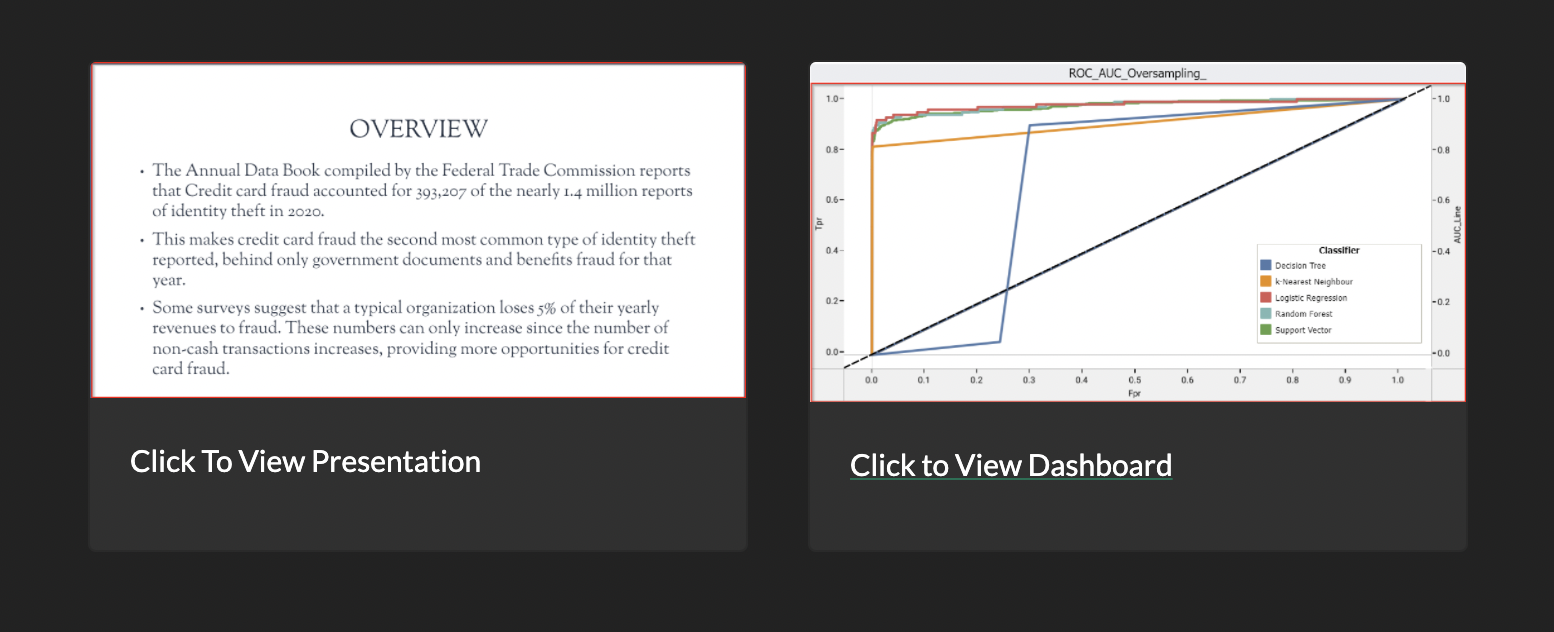 OVERVIEW
• The Annual Data Book compiled by the Federal Trade Commission reports
that Credit card fraud accounted for 393,207 of the nearly 1.4 million reports
of identity theft in 2020.
• This makes credit card fraud the second most common type of identity theft
reported, behind only government documents and benefits fraud for that
year.
• Some surveys suggest that a typical organization loses 5% of their yearly
revenues to fraud. These numbers can only increase since the number of
non-cash transactions increases, providing more opportunities for credit
card fraud.
Click To View Presentation
ROC_AUC_Oversampling_
1.0
0.8
0.6
0.4
0.2
0.0
Tpr
1.0
0.8
0.6
0.4
0.2
0.0
AUC_Line
Classifier
Decision Tree
k-Nearest Neighbour
Logistic Regression
Random Forest
Support Vector
0.0 0.1 0.2 0.3 0.4 0.5 0.6 0.7 0.8 0.9 1.0
Fpr
Click to View Dashboard